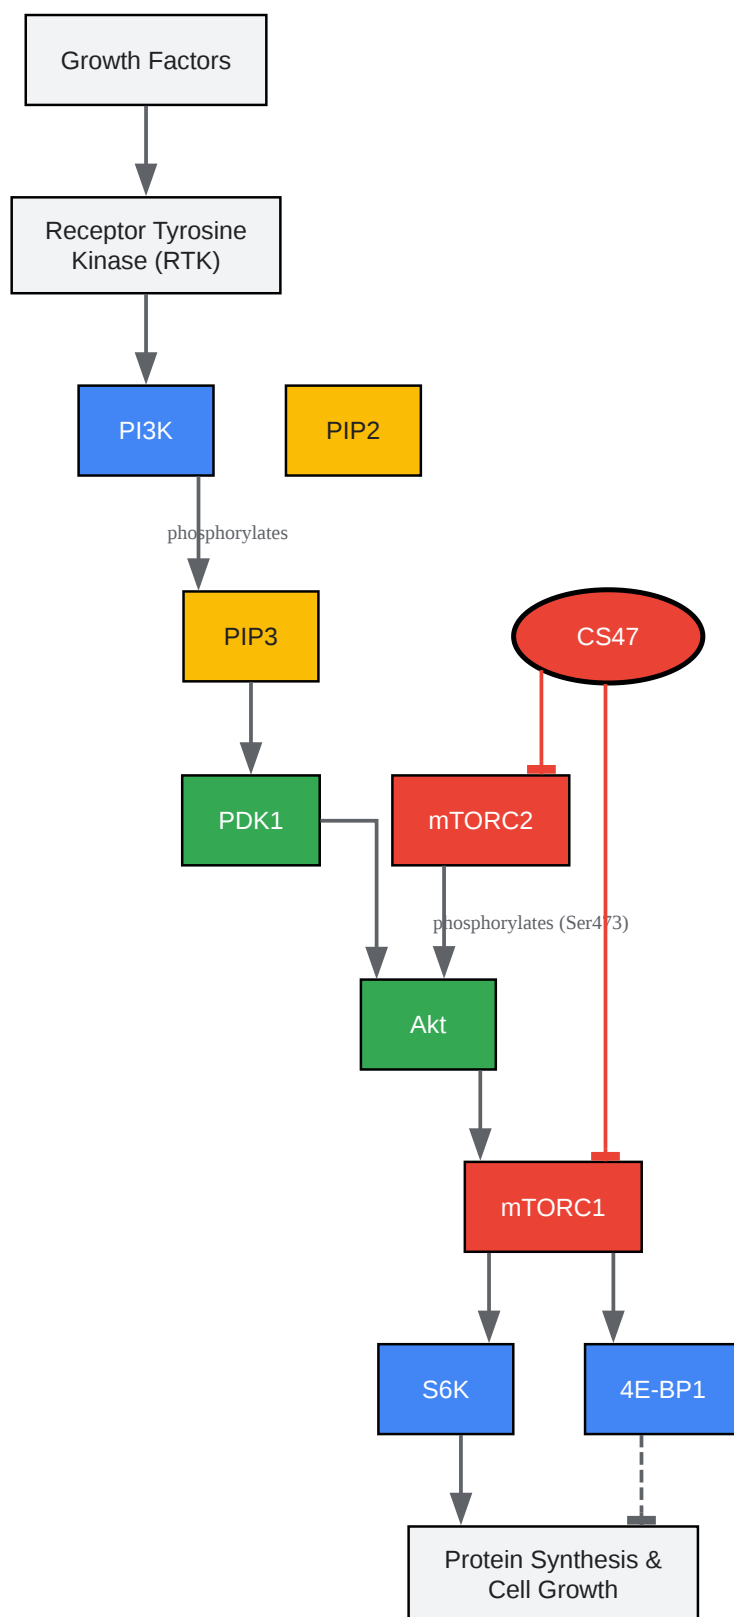 Growth Factors
Receptor Tyrosine
Kinase (RTK)
PI3K
PIP2
phosphorylates
PIP3
CS47
PDK1
mTORC2
phosphorylates (Ser473)
Akt
mTORC1
S6K
4E-BP1
Protein Synthesis &
Cell Growth